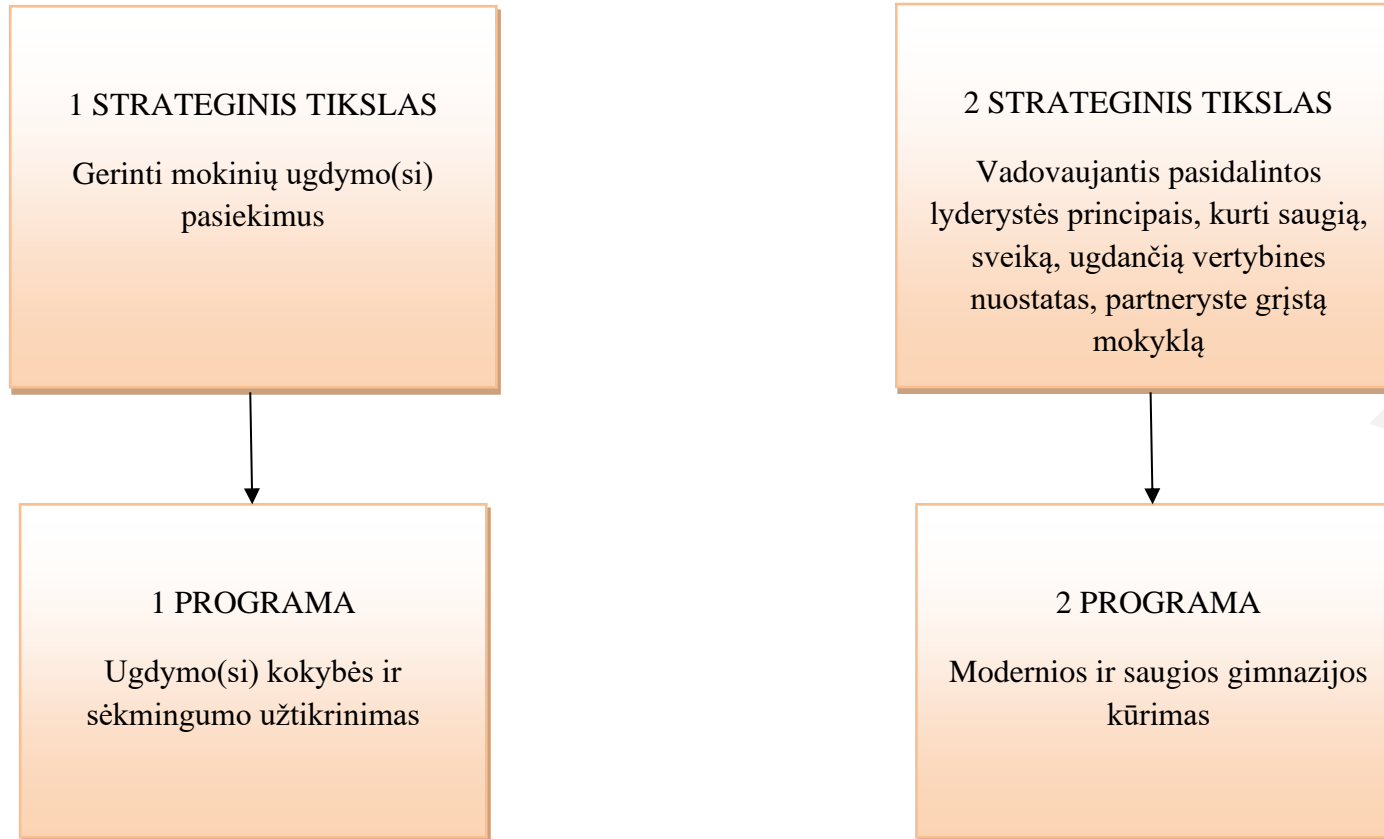 1 STRATEGINIS TIKSLAS
Gerinti mokinių ugdymo(si)
pasiekimus
2 STRATEGINIS TIKSLAS
Vadovaujantis pasidalintos
lyderystės principais, kurti saugią,
sveiką, ugdančią vertybines
nuostatas, partneryste grįstą
mokyklą
1 PROGRAMA
Ugdymo(si) kokybės ir
sėkmingumo užtikrinimas
2 PROGRAMA
Modernios ir saugios gimnazijos
kūrimas